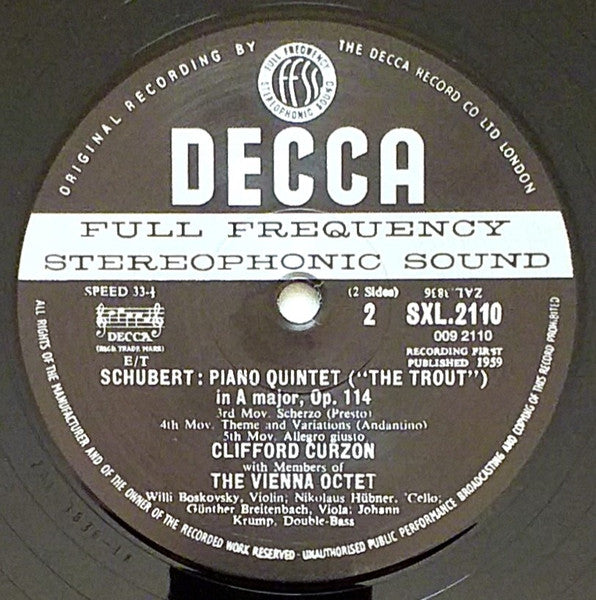 ORIGINAL RECORDING BY
THE DECCA RECORD CO LTD LONDON
FULL FREQUENCY
ffss
STEREOPHONIC SOUND
DECCA
FULL FREQUENCY
STEREOPHONIC SOUND
SPEED 33⅓
(2 Sides)
ZAL.1836
DECCA
2
SXL.2110
009 2110
(REGD TRADE MARK)
RECORDING FIRST
PUBLISHED 1959
E/T
SCHUBERT: PIANO QUINTET ("THE TROUT")
in A major, Op. 114
3rd Mov. Scherzo (Presto)
4th Mov. Theme and Variations (Andantino)
5th Mov. Allegro giusto
CLIFFORD CURZON
with Members of
THE VIENNA OCTET
Willi Boskovsky, Violin; Nikolaus Hübner, 'Cello;
Günther Breitenbach, Viola; Johann
Krump, Double-Bass
ALL RIGHTS OF THE MANUFACTURER AND OF THE OWNER OF THE RECORDED WORK RESERVED - UNAUTHORISED PUBLIC PERFORMANCE BROADCASTING AND COPYING OF THIS RECORD PROHIBITED